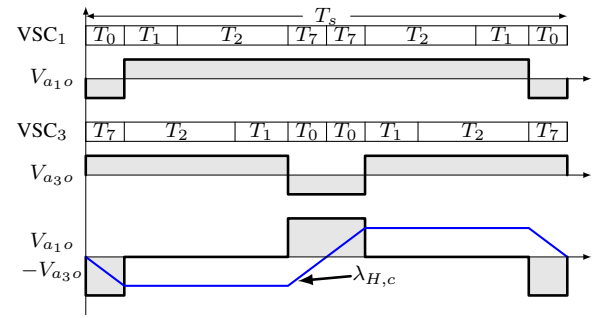 T_s
VSC_1 T_0 T_1 T_2 T_7 T_7 T_2 T_1 T_0
V_{a_1o}
VSC_3 T_7 T_2 T_1 T_0 T_0 T_1 T_2 T_7
V_{a_3o}
V_{a_1o}
-V_{a_3o}
λ_{H,c}